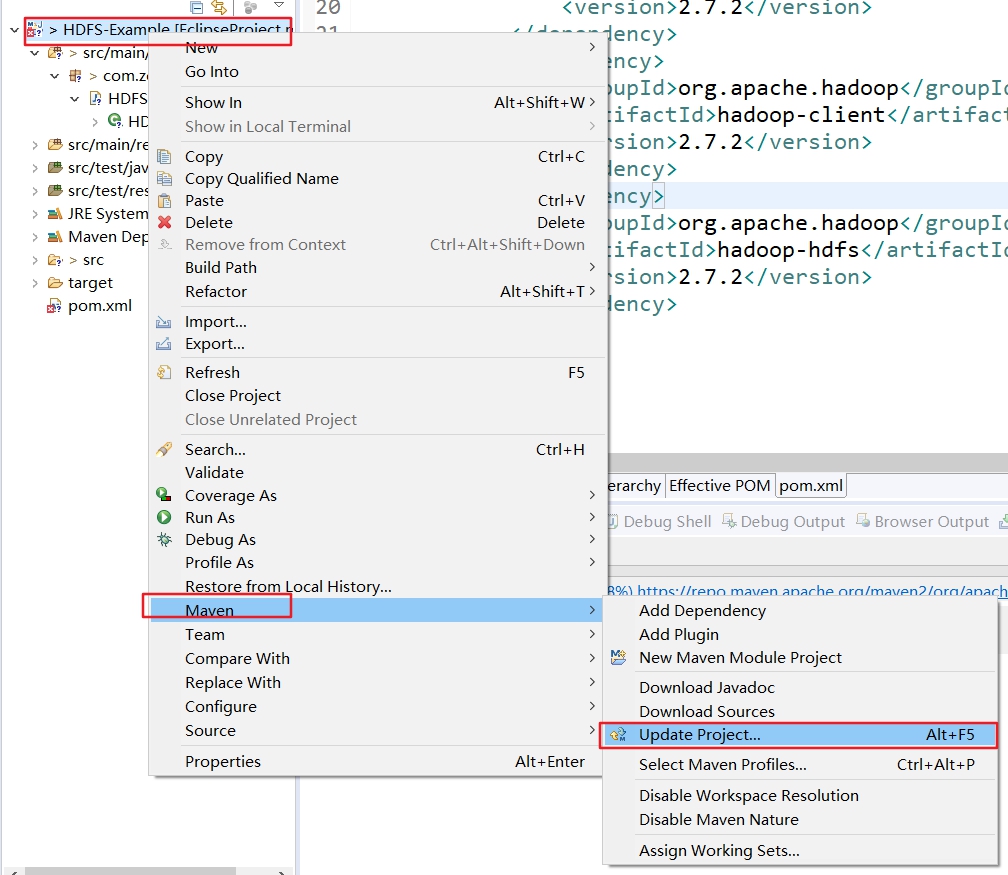 20
<version>2.7.2</version>
> HDFS-Example [EclipseProject
21
</dependency>
> src/main/
> com.z
HDFS
HD
src/main/re
src/test/jav
src/test/res
JRE System
Maven Dep
> src
target
pom.xml
New
Go Into
Show In Alt+Shift+W
Show in Local Terminal
Copy Ctrl+C
Copy Qualified Name
Paste Ctrl+V
Delete Delete
Remove from Context Ctrl+Alt+Shift+Down
Build Path
Refactor Alt+Shift+T
Import...
Export...
Refresh F5
Close Project
Close Unrelated Project
Search... Ctrl+H
Validate
Coverage As
Run As
Debug As
Profile As
Restore from Local History...
Maven
Team
Compare With
Replace With
Configure
Source
Properties Alt+Enter
ency>
oupId>org.apache.hadoop</groupId
tifactId>hadoop-client</artifact
rsion>2.7.2</version>
dency>
ency>
oupId>org.apache.hadoop</groupId
tifactId>hadoop-hdfs</artifactId
rsion>2.7.2</version>
dency>
erarchy Effective POM pom.xml
Debug Shell Debug Output Browser Output
8%) https://repo.maven.apache.org/maven2/org/apach
Add Dependency
Add Plugin
New Maven Module Project
Download Javadoc
Download Sources
Update Project... Alt+F5
Select Maven Profiles... Ctrl+Alt+P
Disable Workspace Resolution
Disable Maven Nature
Assign Working Sets...